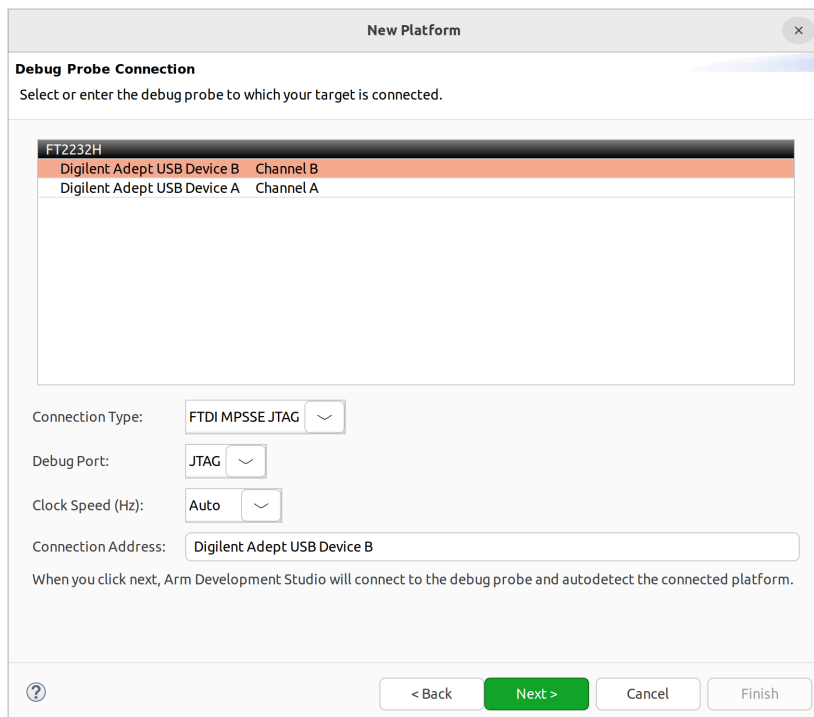 New Platform
Debug Probe Connection
Select or enter the debug probe to which your target is connected.
FT2232H
Digilent Adept USB Device B Channel B
Digilent Adept USB Device A Channel A
Connection Type: FTDI MPSSE JTAG
Debug Port: JTAG
Clock Speed (Hz): Auto
Connection Address: Digilent Adept USB Device B
When you click next, Arm Development Studio will connect to the debug probe and autodetect the connected platform.
? < Back Next > Cancel Finish